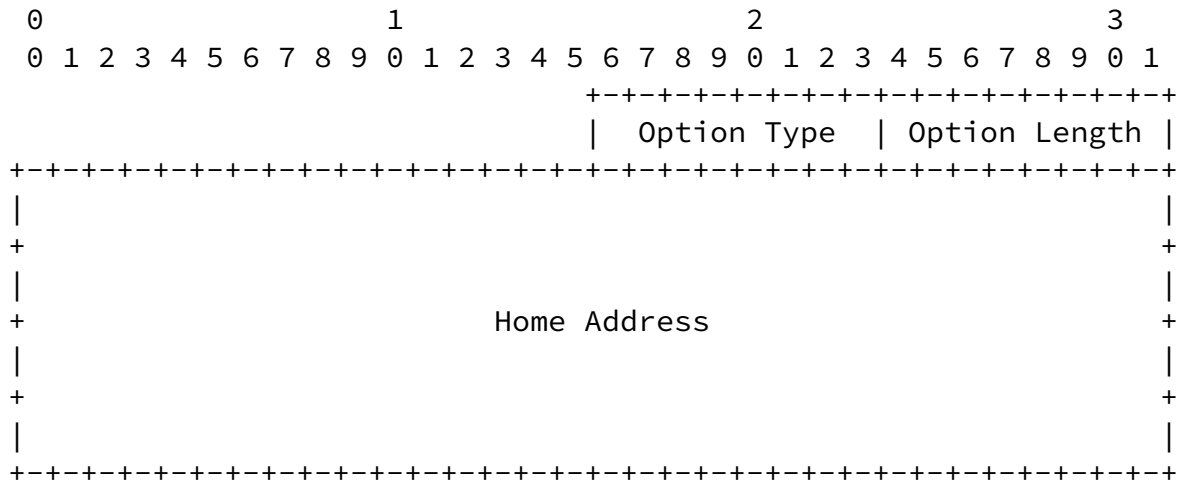 0                   1                   2                   3
 0 1 2 3 4 5 6 7 8 9 0 1 2 3 4 5 6 7 8 9 0 1 2 3 4 5 6 7 8 9 0 1
                                +-+-+-+-+-+-+-+-+-+-+-+-+-+-+-+-+
                                |  Option Type  | Option Length |
+-+-+-+-+-+-+-+-+-+-+-+-+-+-+-+-+-+-+-+-+-+-+-+-+-+-+-+-+-+-+-+-+
|                                                               |
+                                                               +
|                                                               |
+                          Home Address                         +
|                                                               |
+                                                               +
|                                                               |
+-+-+-+-+-+-+-+-+-+-+-+-+-+-+-+-+-+-+-+-+-+-+-+-+-+-+-+-+-+-+-+-+